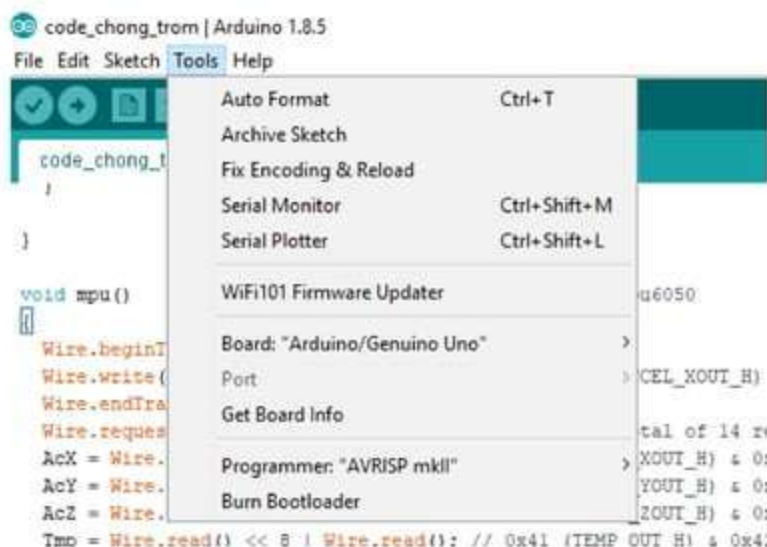 code_chong_trom | Arduino 1.8.5
File Edit Sketch Tools Help
Auto Format Ctrl+T
Archive Sketch
code_chong_t Fix Encoding & Reload
Serial Monitor Ctrl+Shift+M
} Serial Plotter Ctrl+Shift+L
void mpu() WiFi101 Firmware Updater u6050
{
Wire.beginT Board: "Arduino/Genuino Uno"
Wire.write( Port CEL_XOUT_H)
Wire.endTra Get Board Info
Wire.reques tal of 14 re
AcX = Wire. Programmer: "AVRISP mkII" XOUT_H) & 0
AcY = Wire. Burn Bootloader YOUT_H) & 0
AcZ = Wire. ZOUT_H) & 0
Tmp = Wire.read() << 8 | Wire.read(); // 0x41 (TEMP_OUT_H) & 0x42